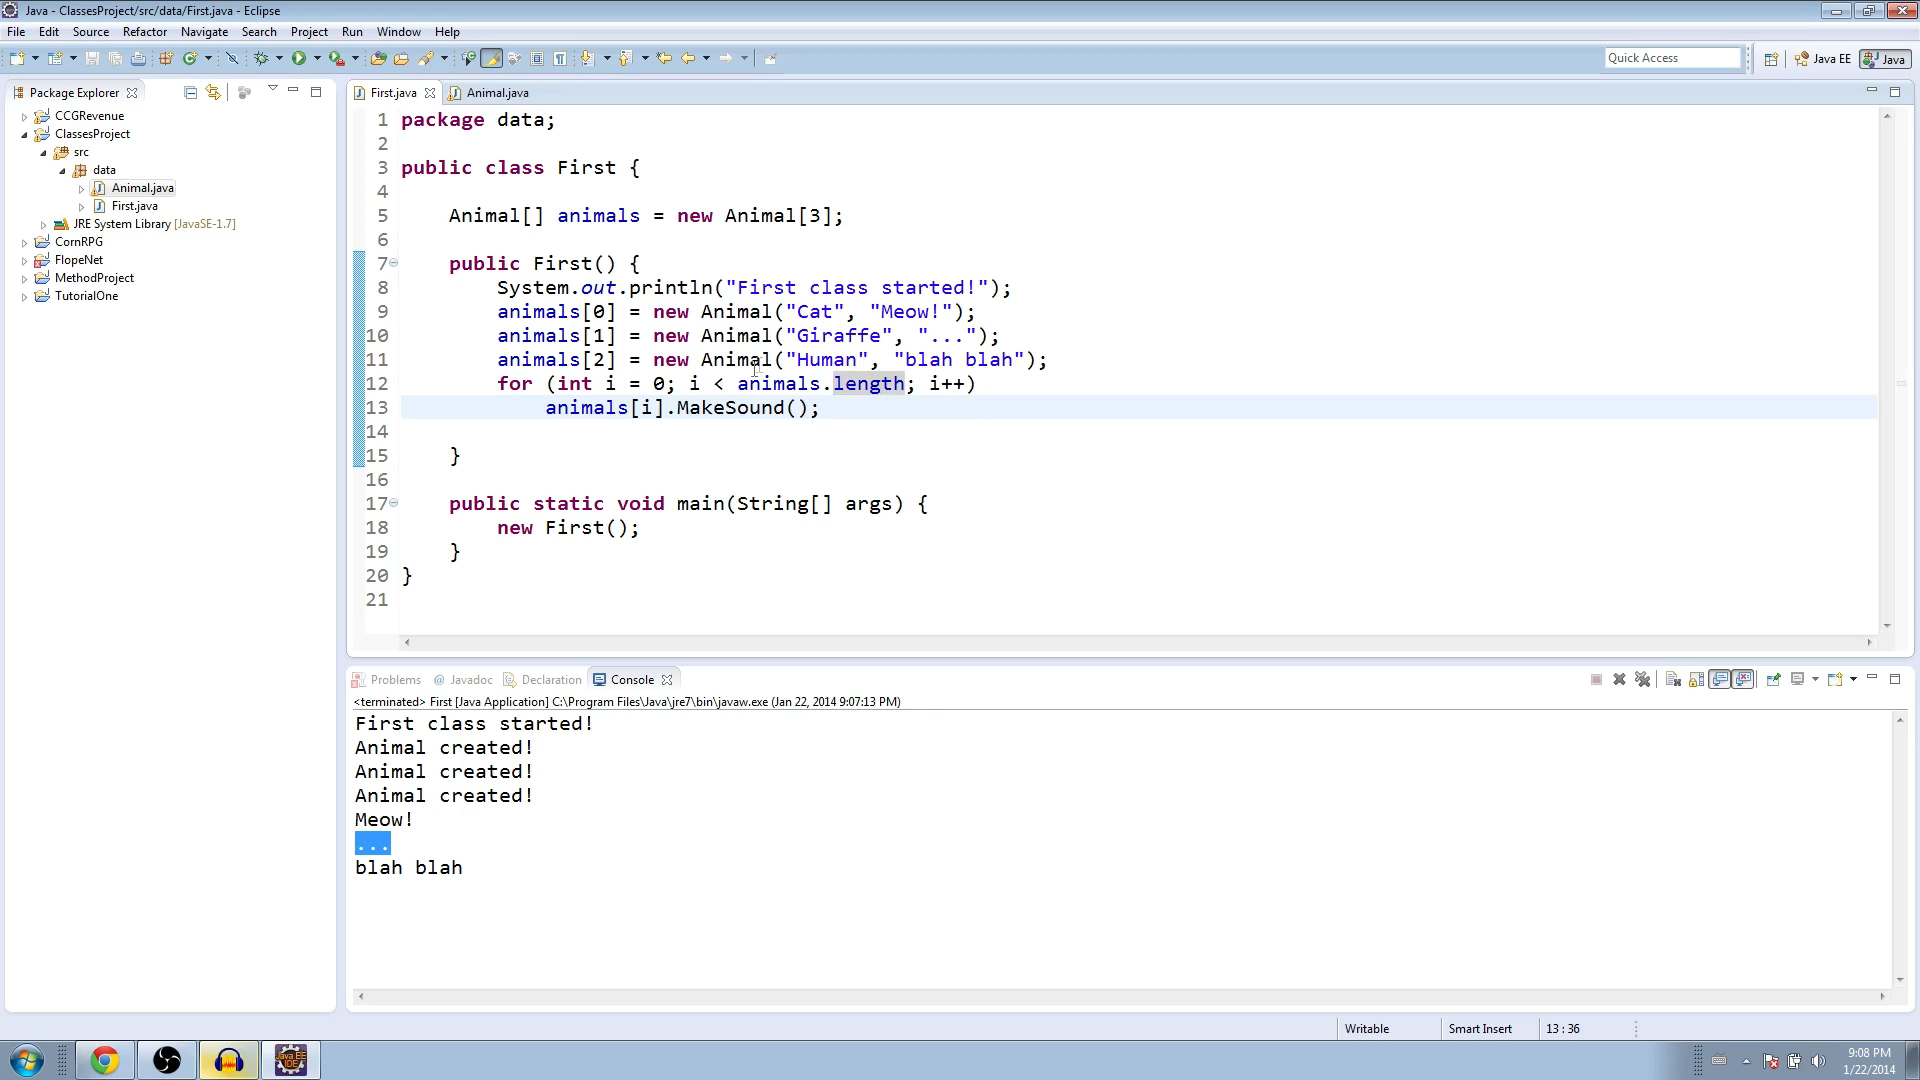 Java - ClassesProject/src/data/First.java - Eclipse
File Edit Source Refactor Navigate Search Project Run Window Help
Quick Access
Java EE
Java
Package Explorer
CCGRevenue
ClassesProject
src
data
Animal.java
First.java
JRE System Library [JavaSE-1.7]
CornRPG
FlopeNet
MethodProject
TutorialOne
First.java
Animal.java
1 package data;
2
3 public class First {
4
5 Animal[] animals = new Animal[3];
6
7 public First() {
8 System.out.println("First class started!");
9 animals[0] = new Animal("Cat", "Meow!");
10 animals[1] = new Animal("Giraffe", "...");
11 animals[2] = new Animal("Human", "blah blah");
12 for (int i = 0; i < animals.length; i++)
13 animals[i].MakeSound();
14
15 }
16
17 public static void main(String[] args) {
18 new First();
19 }
20 }
21
Problems @ Javadoc Declaration Console
<terminated> First [Java Application] C:\Program Files\Java\jre7\bin\javaw.exe (Jan 22, 2014 9:07:13 PM)
First class started!
Animal created!
Animal created!
Animal created!
Meow!
...
blah blah
Writable
Smart Insert
13 : 36
Java EE
IDE
9:08 PM
1/22/2014